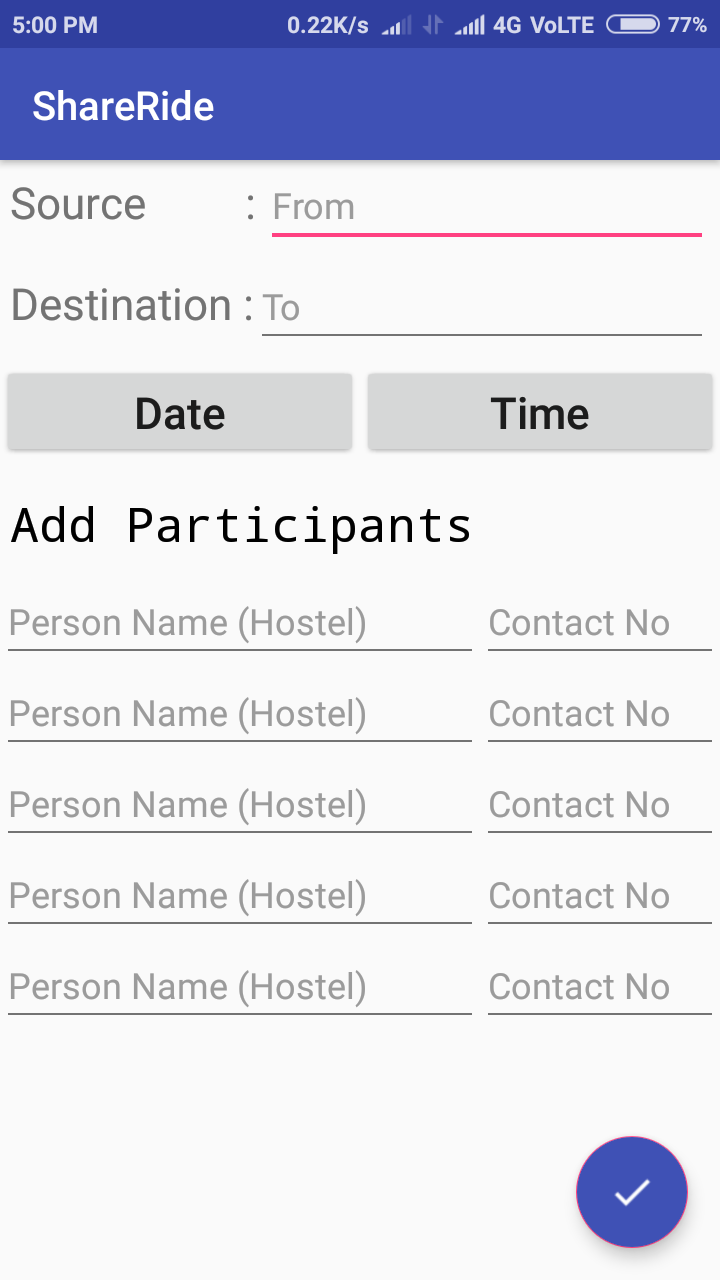 5:00 PM 0.22K/s 4G VoLTE 77%
ShareRide
Source : From
Destination : To
Date Time
Add Participants
Person Name (Hostel) Contact No
Person Name (Hostel) Contact No
Person Name (Hostel) Contact No
Person Name (Hostel) Contact No
Person Name (Hostel) Contact No